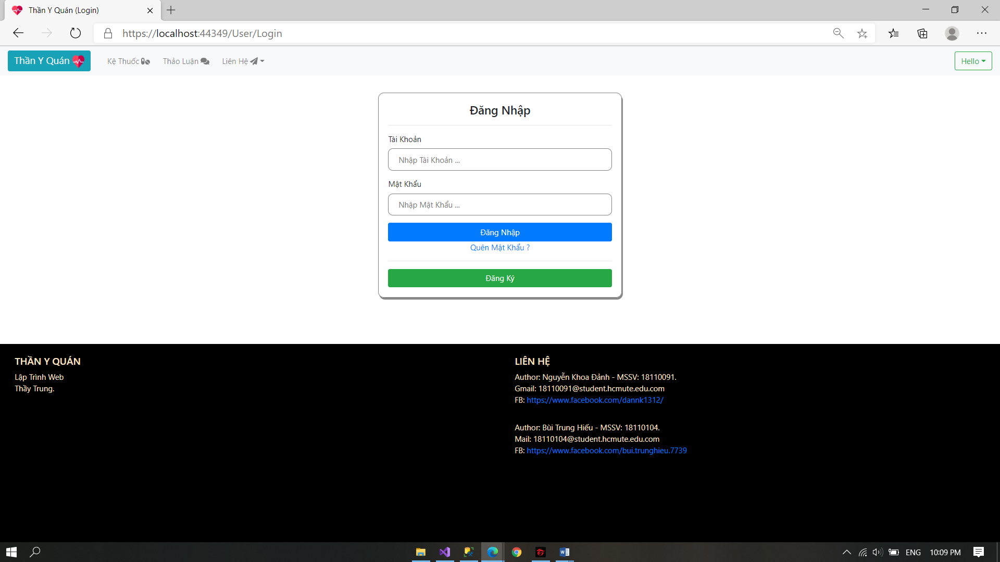 Thần Y Quán (Login)
https://localhost:44349/User/Login
Thần Y Quán
Kệ Thuốc
Thảo Luận
Liên Hệ
Hello
Đăng Nhập
Tài Khoản
Nhập Tài Khoản ...
Mật Khẩu
Nhập Mật Khẩu ...
Đăng Nhập
Quên Mật Khẩu ?
Đăng Ký
THẦN Y QUÁN
Lập Trình Web
Thầy Trung.
LIÊN HỆ
Author: Nguyễn Khoa Đảnh - MSSV: 18110091.
Gmail: 18110091@student.hcmute.edu.com
FB: https://www.facebook.com/dannk1312/
Author: Bùi Trung Hiếu - MSSV: 18110104.
Mail: 18110104@student.hcmute.edu.com
FB: https://www.facebook.com/bui.trunghieu.7739
ENG
10:09 PM